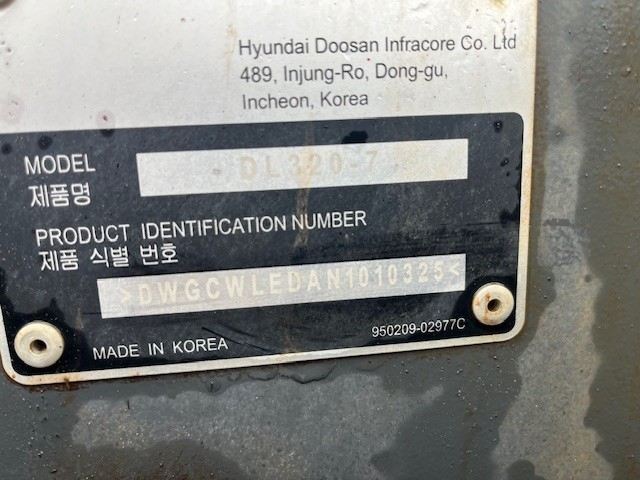 Hyundai Doosan Infracore Co. Ltd
489, Injung-Ro, Dong-gu,
Incheon, Korea
MODEL DL320-7
제품명
PRODUCT IDENTIFICATION NUMBER
제품 식별 번호
>DWGCWLEDAN1010325<
MADE IN KOREA
950209-02977C